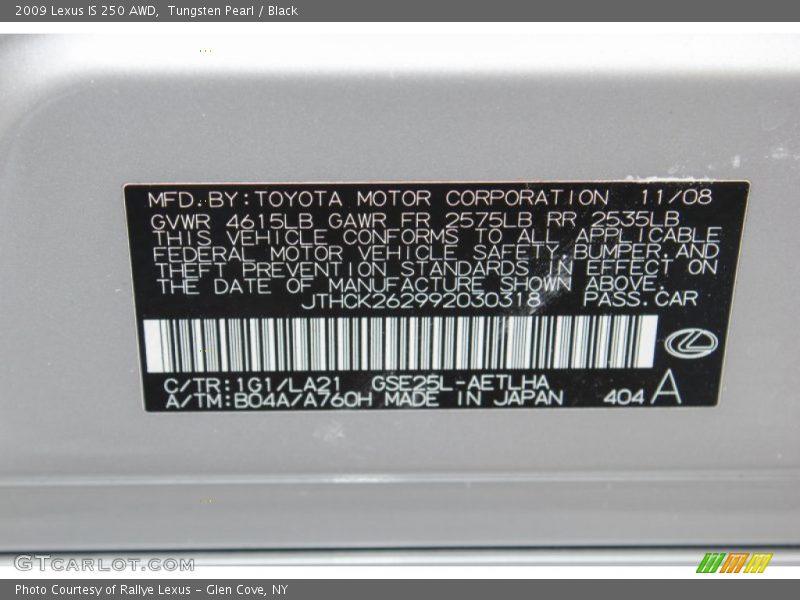 2009 Lexus IS 250 AWD,  Tungsten Pearl / Black
MFD. BY: TOYOTA MOTOR CORPORATION 11/08
GVWR 4615LB GAWR FR 2575LB RR 2535LB
THIS VEHICLE CONFORMS TO ALL APPLICABLE
FEDERAL MOTOR VEHICLE SAFETY, BUMPER, AND
THEFT PREVENTION STANDARDS IN EFFECT ON
THE DATE OF MANUFACTURE SHOWN ABOVE.
JTHCK262992030318 PASS. CAR
C/TR: 1G1/LA21 GSE25L-AETLHA
A/TM: B04A/A760H MADE IN JAPAN 404 A
GTCARLOT.COM
Photo Courtesy of Rallye Lexus - Glen Cove, NY